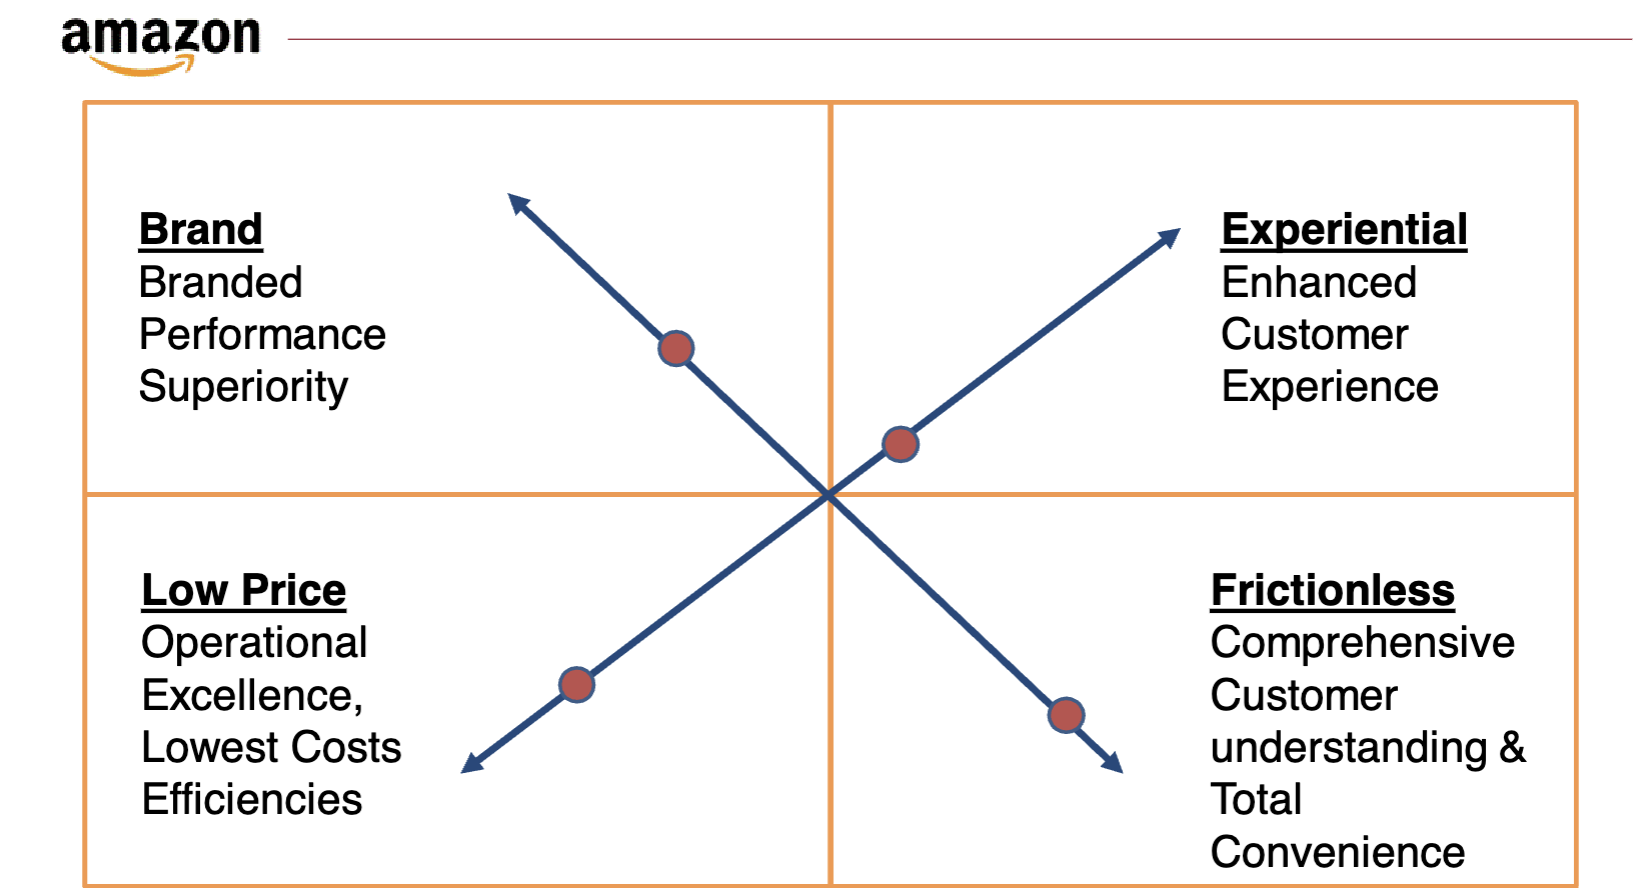 amazon
Brand
Branded
Performance
Superiority
Experiential
Enhanced
Customer
Experience
Low Price
Operational
Excellence,
Lowest Costs
Efficiencies
Frictionless
Comprehensive
Customer
understanding &
Total
Convenience